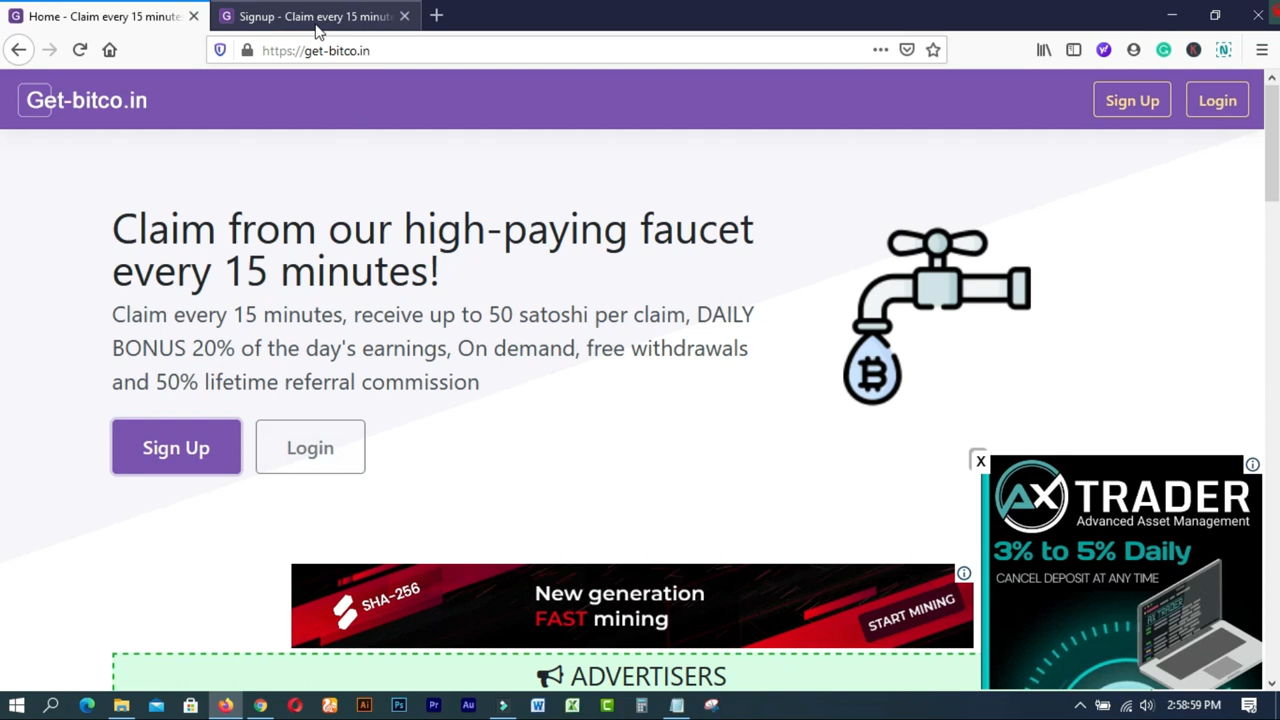 Home - Claim every 15 minute
Signup - Claim every 15 minut
https://get-bitco.in
Get-bitco.in
Sign Up
Login
Claim from our high-paying faucet
every 15 minutes!
Claim every 15 minutes, receive up to 50 satoshi per claim, DAILY
BONUS 20% of the day's earnings, On demand, free withdrawals
and 50% lifetime referral commission
Sign Up
Login
X
AX TRADER
Advanced Asset Management
3% to 5% Daily
CANCEL DEPOSIT AT ANY TIME
SHA-256
New generation
FAST mining
START MINING
ADVERTISERS
2:58:59 PM